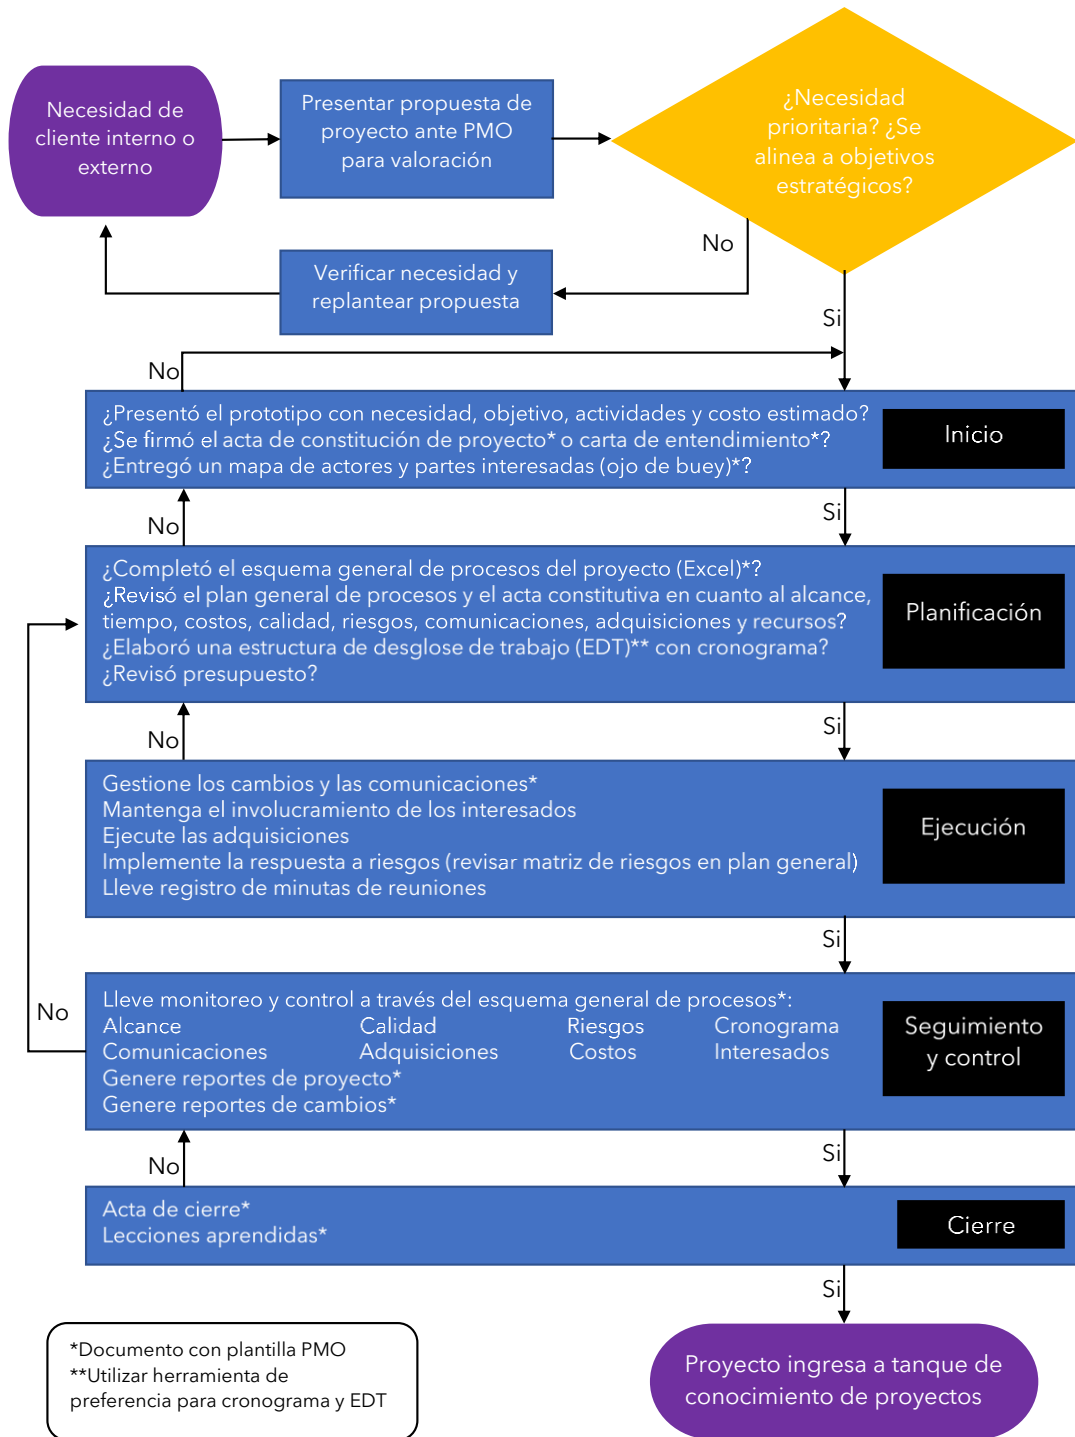 Necesidad de
cliente interno o
externo
Presentar propuesta de
proyecto ante PMO
para valoración
¿Necesidad
prioritaria? ¿Se
alinea a objetivos
estratégicos?
No
Verificar necesidad y
replantear propuesta
Si
No
¿Presentó el prototipo con necesidad, objetivo, actividades y costo estimado?
¿Se firmó el acta de constitución de proyecto* o carta de entendimiento*?
¿Entregó un mapa de actores y partes interesadas (ojo de buey)*?
Inicio
No
Si
¿Completó el esquema general de procesos del proyecto (Excel)*?
¿Revisó el plan general de procesos y el acta constitutiva en cuanto al alcance,
tiempo, costos, calidad, riesgos, comunicaciones, adquisiciones y recursos?
¿Elaboró una estructura de desglose de trabajo (EDT)** con cronograma?
¿Revisó presupuesto?
Planificación
No
Si
Gestione los cambios y las comunicaciones*
Mantenga el involucramiento de los interesados
Ejecute las adquisiciones
Implemente la respuesta a riesgos (revisar matriz de riesgos en plan general)
Lleve registro de minutas de reuniones
Ejecución
Si
No
Lleve monitoreo y control a través del esquema general de procesos*:
Alcance Calidad Riesgos Cronograma
Comunicaciones Adquisiciones Costos Interesados
Genere reportes de proyecto*
Genere reportes de cambios*
Seguimiento
y control
No
Si
Acta de cierre*
Lecciones aprendidas*
Cierre
Si
*Documento con plantilla PMO
**Utilizar herramienta de
preferencia para cronograma y EDT
Proyecto ingresa a tanque de
conocimiento de proyectos